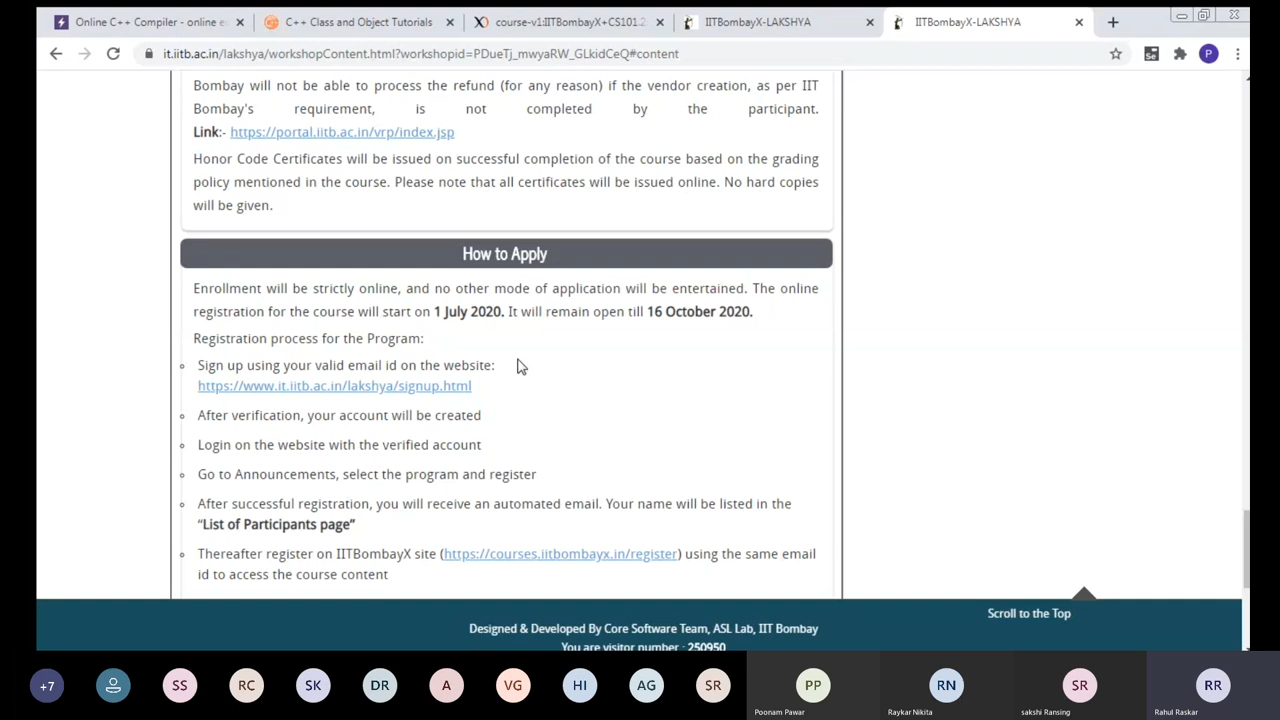 Online C++ Compiler - online e
C++ Class and Object Tutorials
course-v1:IITBombayX+CS101.2
IITBombayX-LAKSHYA
IITBombayX-LAKSHYA
it.iitb.ac.in/lakshya/workshopContent.html?workshopid=PDueTj_mwyaRW_GLkidCeQ#content
Se
P
Bombay will not be able to process the refund (for any reason) if the vendor creation, as per IIT
Bombay's requirement, is not completed by the participant.
Link:- https://portal.iitb.ac.in/vrp/index.jsp
Honor Code Certificates will be issued on successful completion of the course based on the grading
policy mentioned in the course. Please note that all certificates will be issued online. No hard copies
will be given.
How to Apply
Enrollment will be strictly online, and no other mode of application will be entertained. The online
registration for the course will start on 1 July 2020. It will remain open till 16 October 2020.
Registration process for the Program:
Sign up using your valid email id on the website:
https://www.it.iitb.ac.in/lakshya/signup.html
After verification, your account will be created
Login on the website with the verified account
Go to Announcements, select the program and register
After successful registration, you will receive an automated email. Your name will be listed in the
“List of Participants page”
Thereafter register on IITBombayX site (https://courses.iitbombayx.in/register) using the same email
id to access the course content
Scroll to the Top
Designed & Developed By Core Software Team, ASL Lab, IIT Bombay
You are visitor number : 250950
+7 SS RC SK DR A VG HI AG SR PP RN SR RR
Poonam Pawar Raykar Nikita sakshi Ransing Rahul Raskar